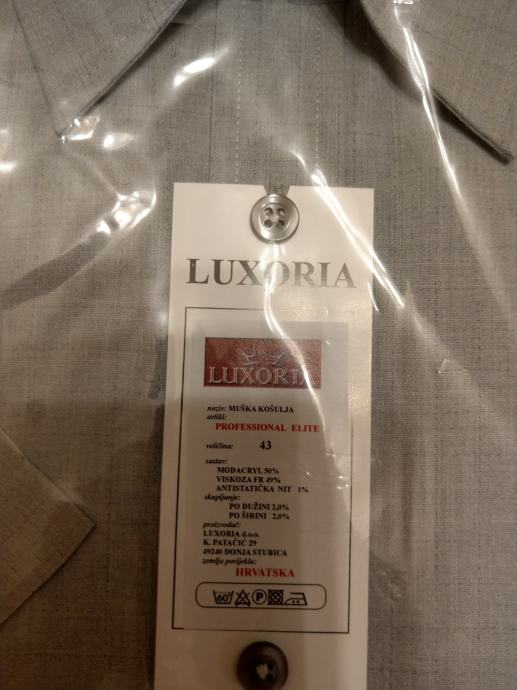 LUXORIA
LUXORIA
naziv: MUŠKA KOŠULJA
artikl:
PROFESSIONAL ELITE
veličina: 43
sastav:
MODACRYL 50%
VISKOZA FR 49%
ANTISTATIČKA NIT 1%
skupljanje:
PO DUŽINI 2,0%
PO ŠIRINI 2,0%
proizvođač:
LUXORIA d.o.o.
K. PATAČIĆ 29
49240 DONJA STUBICA
zemlja porijekla:
HRVATSKA
60 P